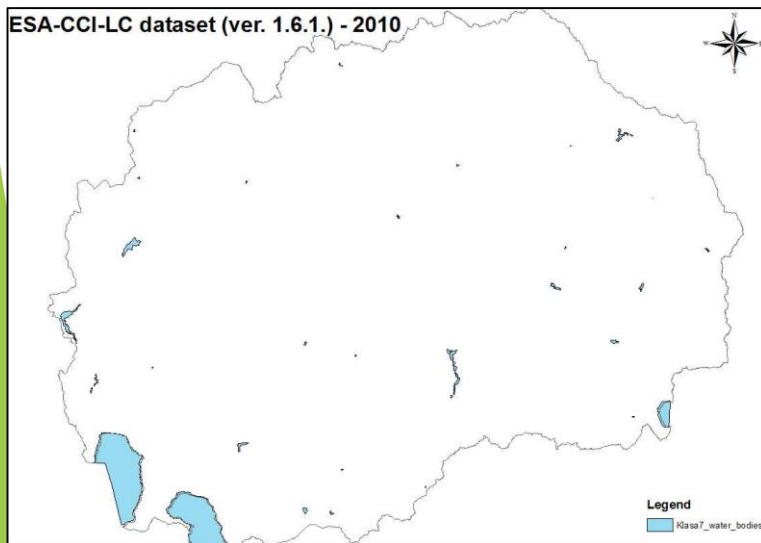 ESA-CCI-LC dataset (ver. 1.6.1.) - 2010
N
W
E
S
Legend
Klasa7_water_bodies